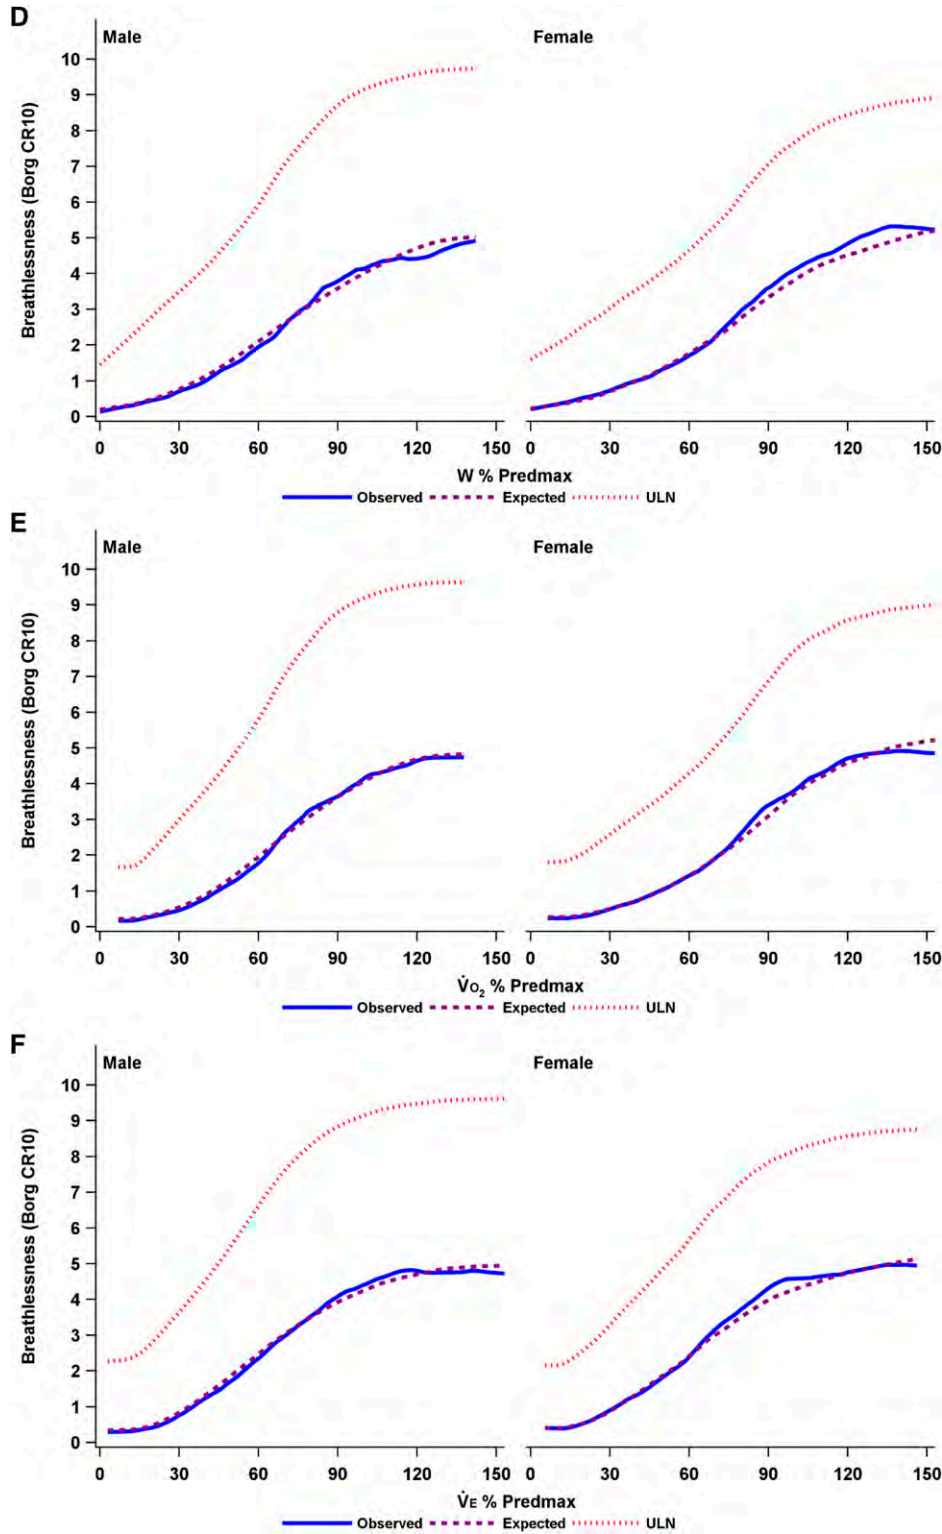 D
Male Female
10
9
8
7
6
5
4
3
2
1
0
Breathlessness (Borg CR10)
0 30 60 90 120 150 0 30 60 90 120 150
W % Predmax
Observed Expected ULN
E
Male Female
10
9
8
7
6
5
4
3
2
1
0
Breathlessness (Borg CR10)
0 30 60 90 120 150 0 30 60 90 120 150
V̇O₂ % Predmax
Observed Expected ULN
F
Male Female
10
9
8
7
6
5
4
3
2
1
0
Breathlessness (Borg CR10)
0 30 60 90 120 150 0 30 60 90 120 150
V̇E % Predmax
Observed Expected ULN